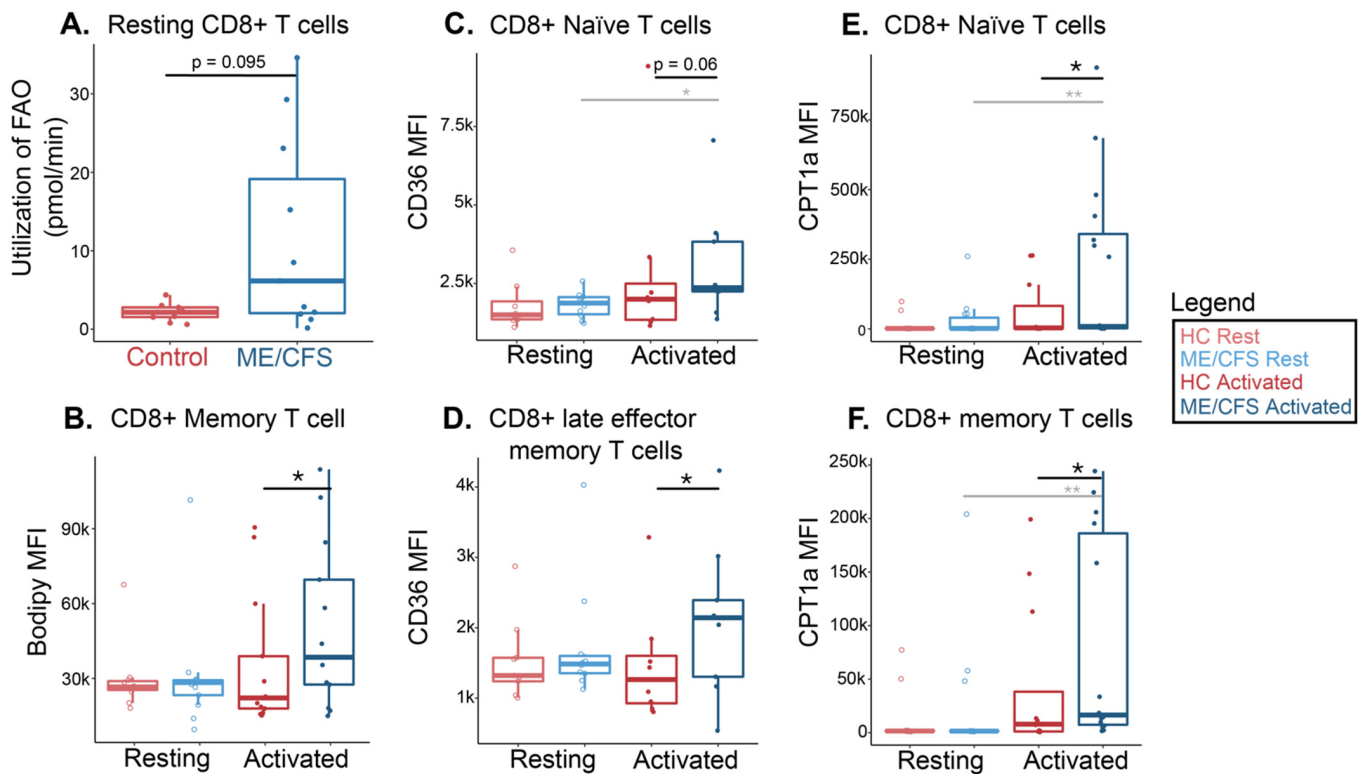 A. Resting CD8+ T cells
p = 0.095
Utilization of FAO
(pmol/min)
30
20
10
0
Control
ME/CFS
B. CD8+ Memory T cell
*
Bodipy MFI
90k
60k
30k
Resting
Activated
C. CD8+ Naïve T cells
p = 0.06
*
CD36 MFI
7.5k
5k
2.5k
Resting
Activated
D. CD8+ late effector
memory T cells
*
CD36 MFI
4k
3k
2k
1k
Resting
Activated
E. CD8+ Naïve T cells
*
**
CPT1a MFI
750k
500k
250k
0
Resting
Activated
F. CD8+ memory T cells
*
**
CPT1a MFI
250k
200k
150k
100k
50k
0
Resting
Activated
Legend
HC Rest
ME/CFS Rest
HC Activated
ME/CFS Activated